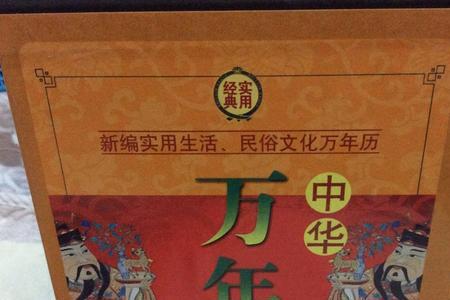 实用
经典
新编实用生活、民俗文化万年历
中华
万年